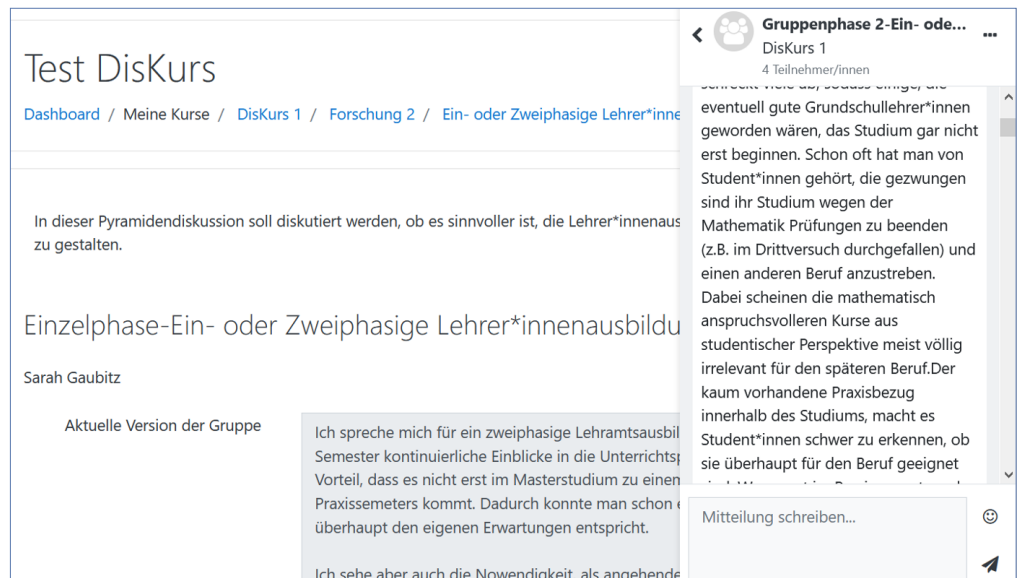 Test DisKurs
Dashboard / Meine Kurse / DisKurs 1 / Forschung 2 / Ein- oder Zweiphasige Lehrer*inne
In dieser Pyramidendiskussion soll diskutiert werden, ob es sinnvoller ist, die Lehrer*innenaus
zu gestalten.
Einzelphase-Ein- oder Zweiphasige Lehrer*innenausbildu
Sarah Gaubitz
Aktuelle Version der Gruppe
Ich spreche mich für ein zweiphasige Lehramtsausbil
Semester kontinuierliche Einblicke in die Unterrichtsp
Vorteil, dass es nicht erst im Masterstudium zu einem
Praxissemeters kommt. Dadurch konnte man schon e
überhaupt den eigenen Erwartungen entspricht.
Ich sehe aber auch die Nowendigkeit, als angehende
Gruppenphase 2-Ein- ode...
DisKurs 1
4 Teilnehmer/innen
schreckt viele ab, sodass einige, die
eventuell gute Grundschullehrer*innen
geworden wären, das Studium gar nicht
erst beginnen. Schon oft hat man von
Student*innen gehört, die gezwungen
sind ihr Studium wegen der
Mathematik Prüfungen zu beenden
(z.B. im Drittversuch durchgefallen) und
einen anderen Beruf anzustreben.
Dabei scheinen die mathematisch
anspruchsvolleren Kurse aus
studentischer Perspektive meist völlig
irrelevant für den späteren Beruf.Der
kaum vorhandene Praxisbezug
innerhalb des Studiums, macht es
Student*innen schwer zu erkennen, ob
sie überhaupt für den Beruf geeignet
Mitteilung schreiben...